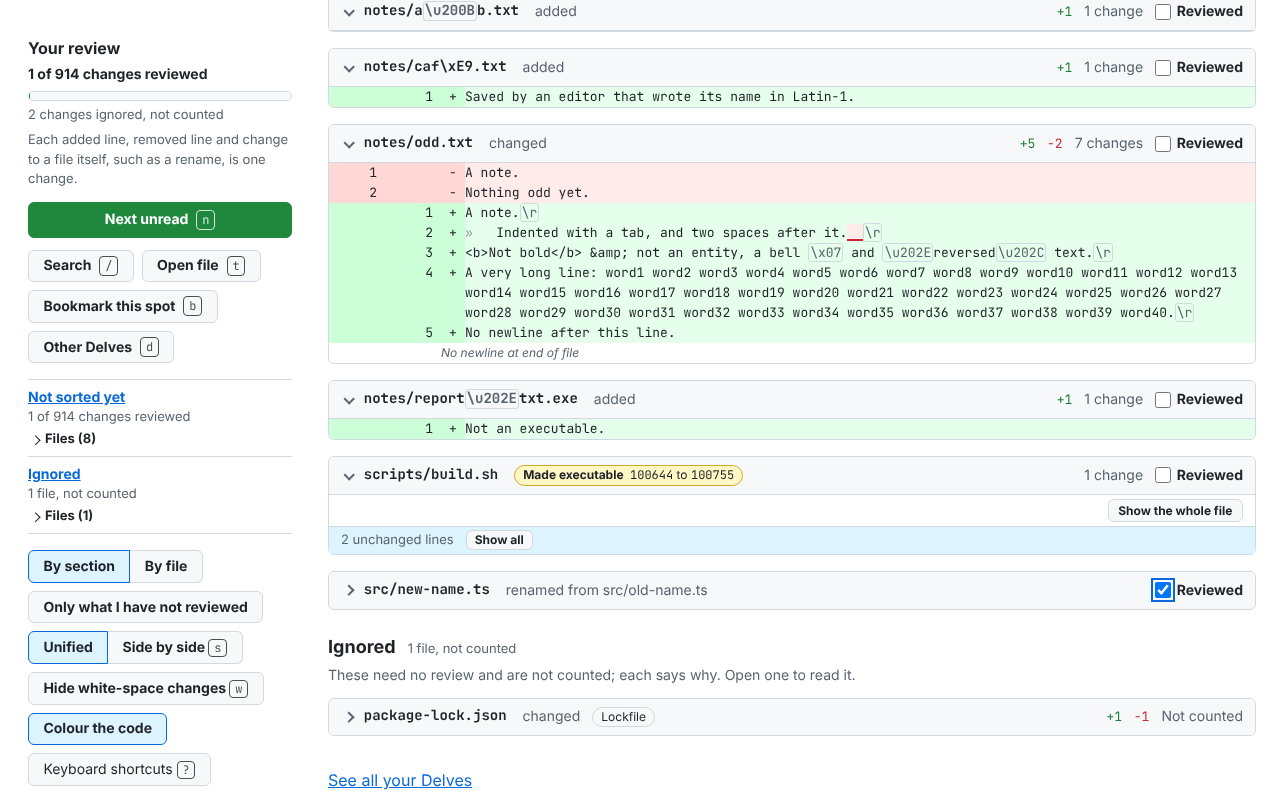 Your review
1 of 914 changes reviewed
2 changes ignored, not counted
Each added line, removed line and change
to a file itself, such as a rename, is one
change.
Next unread n
Search /
Open file t
Bookmark this spot b
Other Delves d
Not sorted yet
1 of 914 changes reviewed
Files (8)
Ignored
1 file, not counted
Files (1)
By section
By file
Only what I have not reviewed
Unified
Side by side s
Hide white-space changes w
Colour the code
Keyboard shortcuts ?
notes/a\u200Bb.txt added +1 1 change Reviewed
notes/caf\xE9.txt added +1 1 change Reviewed
1 + Saved by an editor that wrote its name in Latin-1.
notes/odd.txt changed +5 -2 7 changes Reviewed
1 - A note.
2 - Nothing odd yet.
1 + A note.\r
2 + » Indented with a tab, and two spaces after it. \r
3 + <b>Not bold</b> &amp; not an entity, a bell \x07 and \u202Ereversed\u202C text.\r
4 + A very long line: word1 word2 word3 word4 word5 word6 word7 word8 word9 word10 word11 word12 word13
word14 word15 word16 word17 word18 word19 word20 word21 word22 word23 word24 word25 word26 word27
word28 word29 word30 word31 word32 word33 word34 word35 word36 word37 word38 word39 word40.\r
5 + No newline after this line.
No newline at end of file
notes/report\u202Etxt.exe added +1 1 change Reviewed
1 + Not an executable.
scripts/build.sh Made executable 100644 to 100755 1 change Reviewed
Show the whole file
2 unchanged lines Show all
src/new-name.ts renamed from src/old-name.ts Reviewed
Ignored 1 file, not counted
These need no review and are not counted; each says why. Open one to read it.
package-lock.json changed Lockfile +1 -1 Not counted
See all your Delves